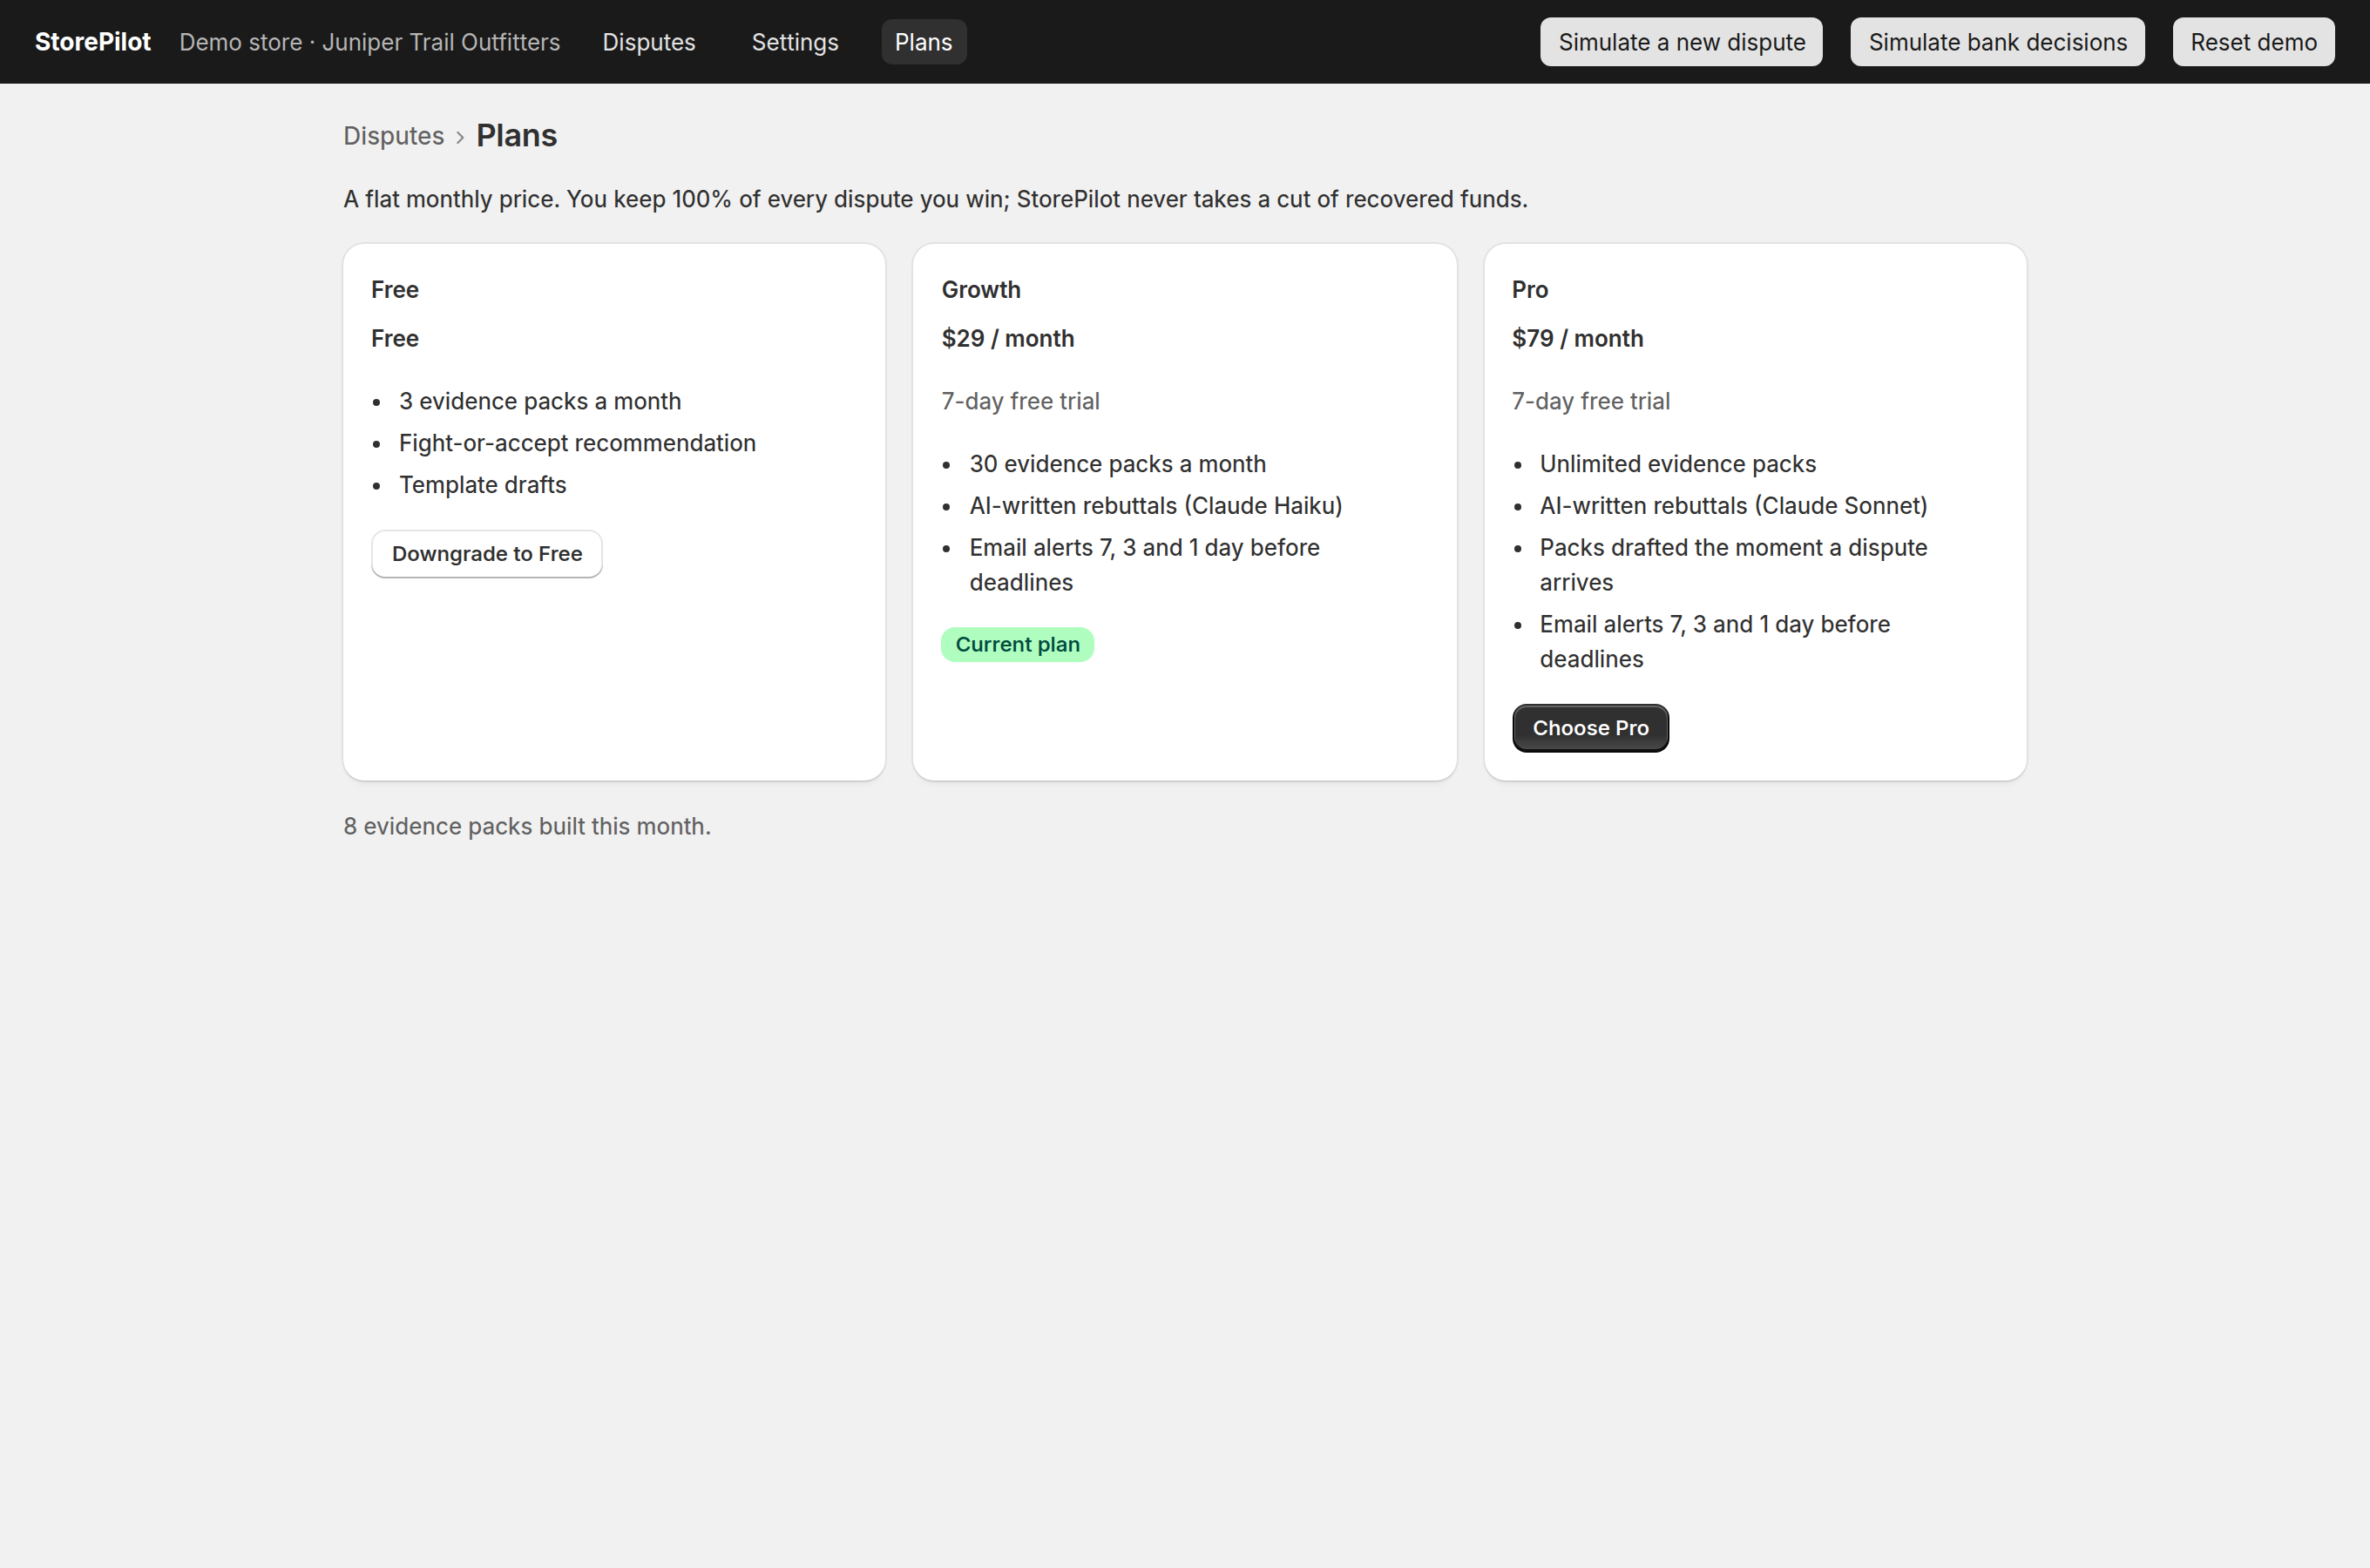 StorePilot Demo store · Juniper Trail Outfitters Disputes Settings Plans Simulate a new dispute Simulate bank decisions Reset demo
Disputes › Plans
A flat monthly price. You keep 100% of every dispute you win; StorePilot never takes a cut of recovered funds.
Free
Free
• 3 evidence packs a month
• Fight-or-accept recommendation
• Template drafts
Downgrade to Free
Growth
$29 / month
7-day free trial
• 30 evidence packs a month
• AI-written rebuttals (Claude Haiku)
• Email alerts 7, 3 and 1 day before
deadlines
Current plan
Pro
$79 / month
7-day free trial
• Unlimited evidence packs
• AI-written rebuttals (Claude Sonnet)
• Packs drafted the moment a dispute
arrives
• Email alerts 7, 3 and 1 day before
deadlines
Choose Pro
8 evidence packs built this month.